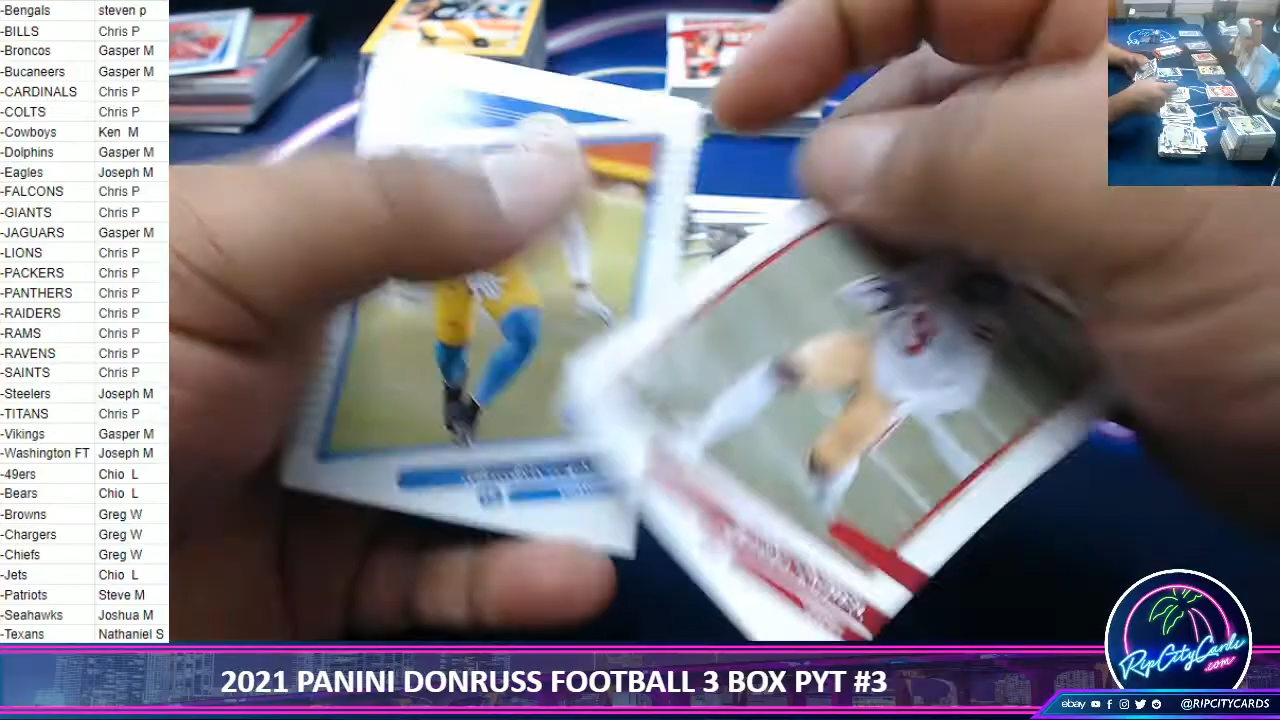 -Bengals steven p
-BILLS Chris P
-Broncos Gasper M
-Bucaneers Gasper M
-CARDINALS Chris P
-COLTS Chris P
-Cowboys Ken M
-Dolphins Gasper M
-Eagles Joseph M
-FALCONS Chris P
-GIANTS Chris P
-JAGUARS Gasper M
-LIONS Chris P
-PACKERS Chris P
-PANTHERS Chris P
-RAIDERS Chris P
-RAMS Chris P
-RAVENS Chris P
-SAINTS Chris P
-Steelers Joseph M
-TITANS Chris P
-Vikings Gasper M
-Washington FT Joseph M
-49ers Chio L
-Bears Chio L
-Browns Greg W
-Chargers Greg W
-Chiefs Greg W
-Jets Chio L
-Patriots Steve M
-Seahawks Joshua M
-Texans Nathaniel S
2021 PANINI DONRUSS FOOTBALL 3 BOX PYT #3
RipCityCards
.com
ebay @RIPCITYCARDS